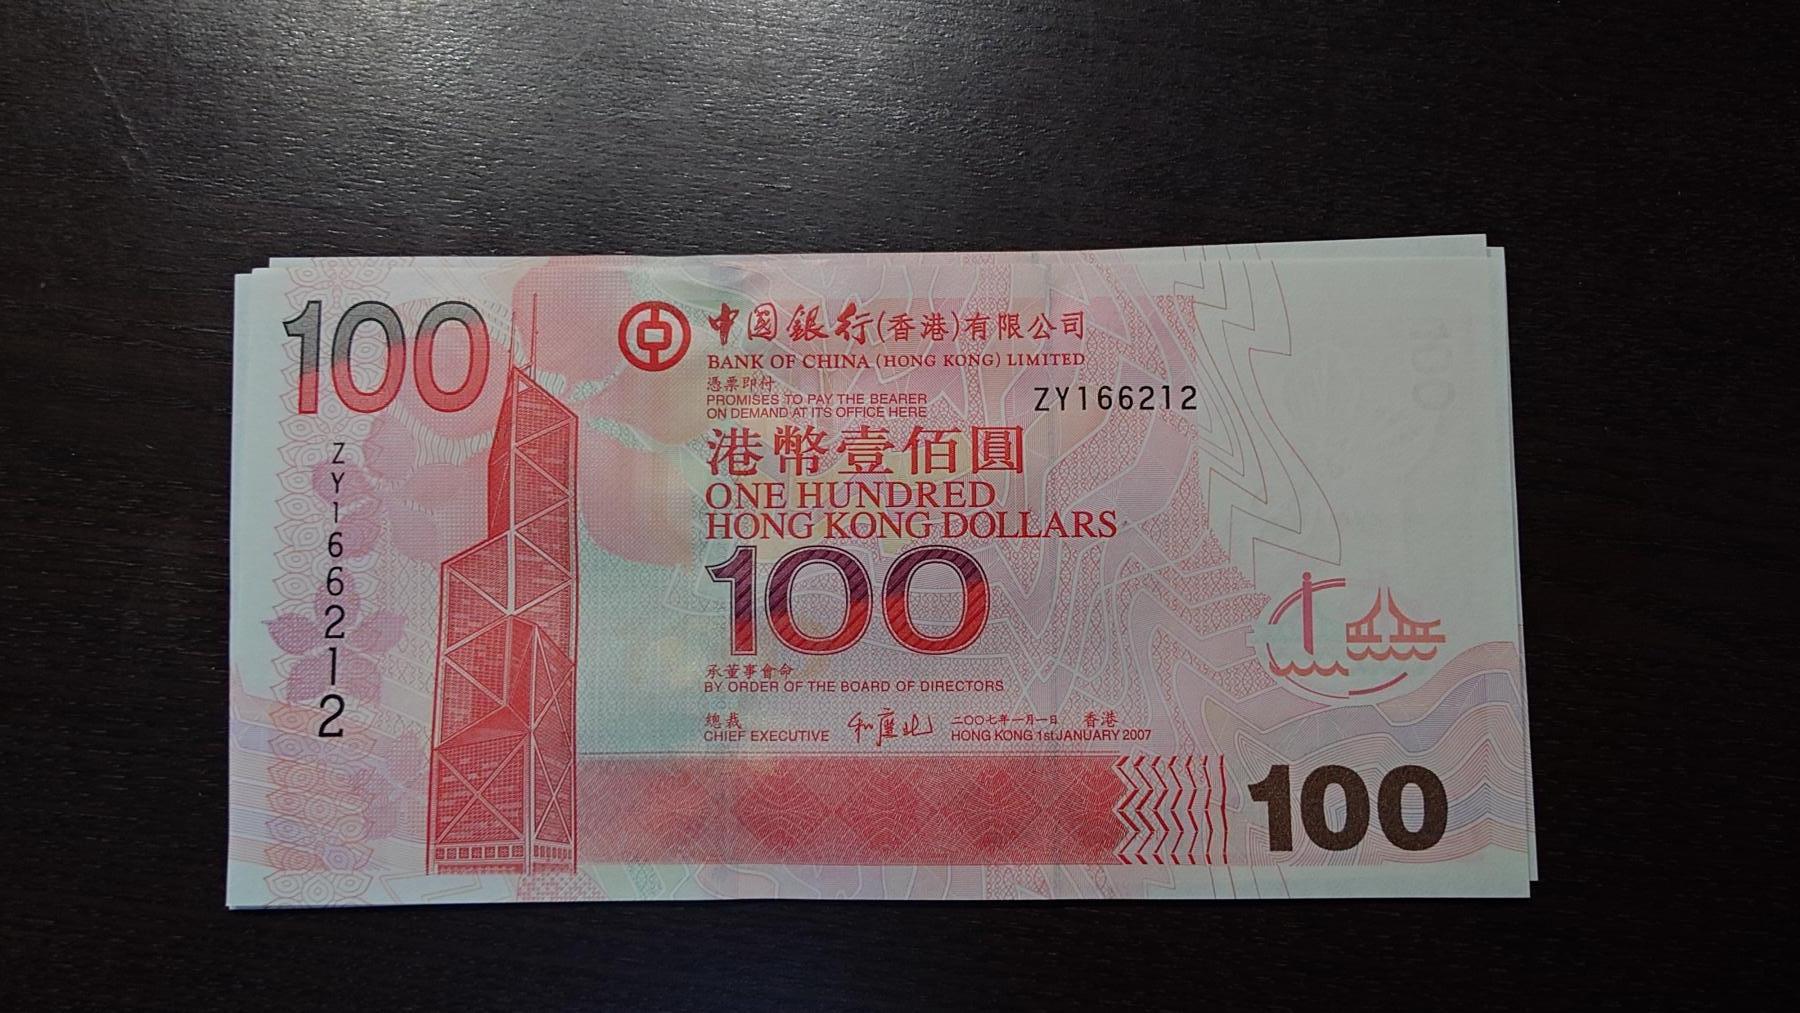 100
中國銀行(香港)有限公司
BANK OF CHINA (HONG KONG) LIMITED
憑票即付
PROMISES TO PAY THE BEARER
ON DEMAND AT ITS OFFICE HERE
ZY166212
ZY166212
港幣壹佰圓
ONE HUNDRED
HONG KONG DOLLARS
100
承董事會命
BY ORDER OF THE BOARD OF DIRECTORS
總裁
CHIEF EXECUTIVE
和廣北
二〇〇七年一月一日 香港
HONG KONG 1st JANUARY 2007
100